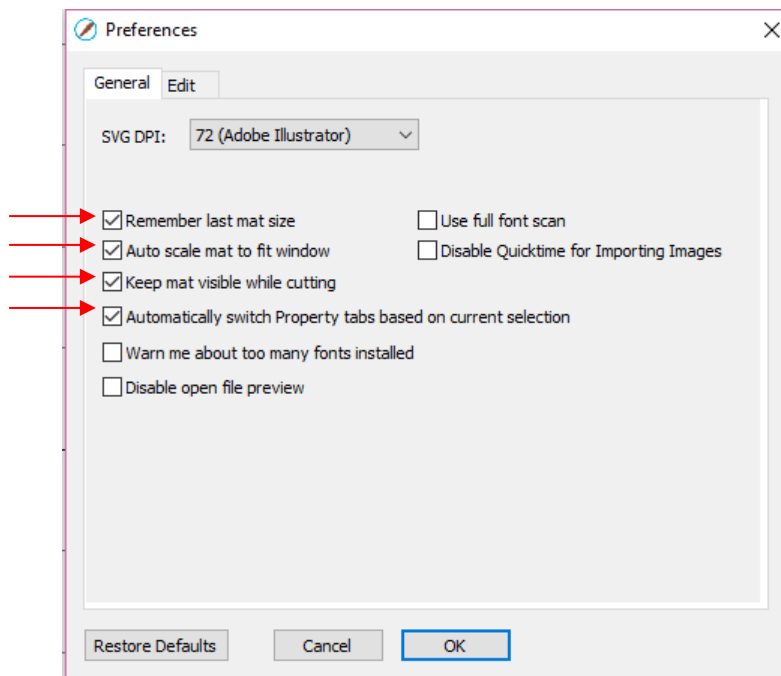 Preferences
General Edit
SVG DPI: 72 (Adobe Illustrator)
Remember last mat size Use full font scan
Auto scale mat to fit window Disable Quicktime for Importing Images
Keep mat visible while cutting
Automatically switch Property tabs based on current selection
Warn me about too many fonts installed
Disable open file preview
Restore Defaults Cancel OK